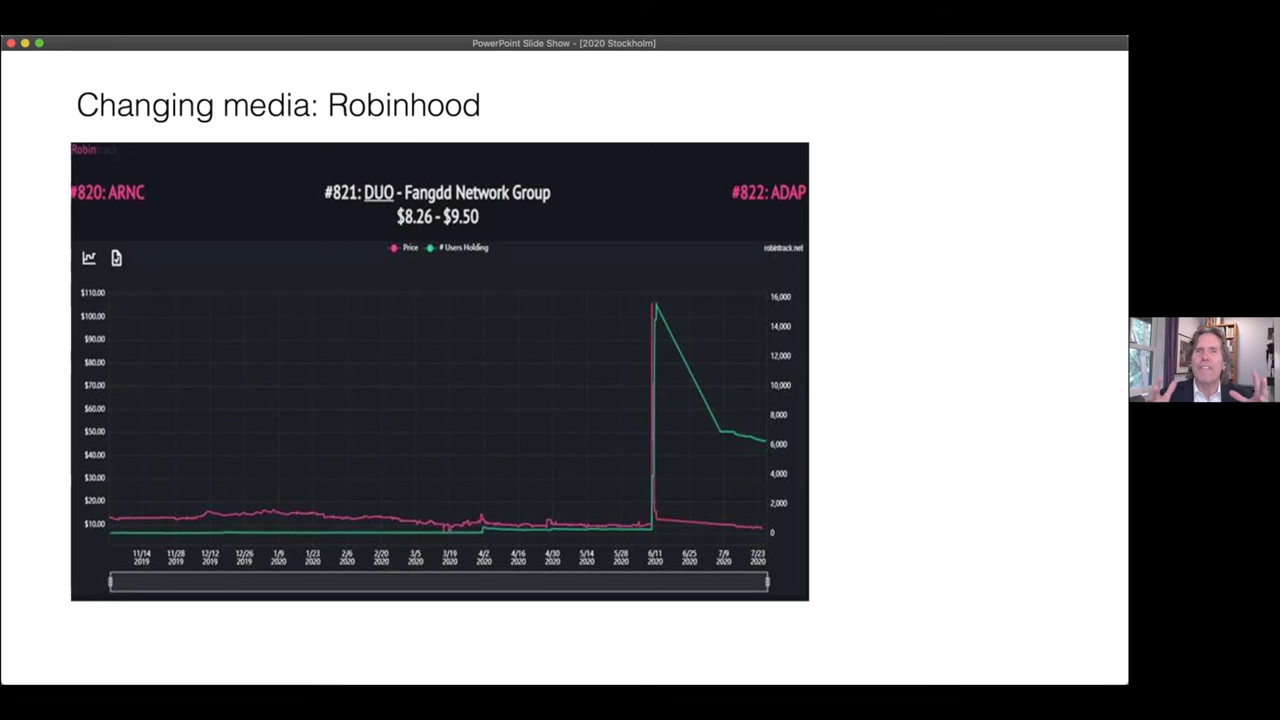 PowerPoint Slide Show - [2020 Stockholm]
Changing media: Robinhood
Robintrack
#820: ARNC
#821: DUO - Fangdd Network Group
#822: ADAP
$8.26 - $9.50
Price # Users Holding
robintrack.net
$110.00
$100.00
$90.00
$80.00
$70.00
$60.00
$50.00
$40.00
$30.00
$20.00
$10.00
16,000
14,000
12,000
10,000
8,000
6,000
4,000
2,000
0
11/14 11/28 12/12 12/26 1/9 1/23 2/6 2/20 3/5 3/19 4/2 4/16 4/30 5/14 5/28 6/11 6/25 7/9 7/23
2019 2019 2019 2019 2020 2020 2020 2020 2020 2020 2020 2020 2020 2020 2020 2020 2020 2020 2020